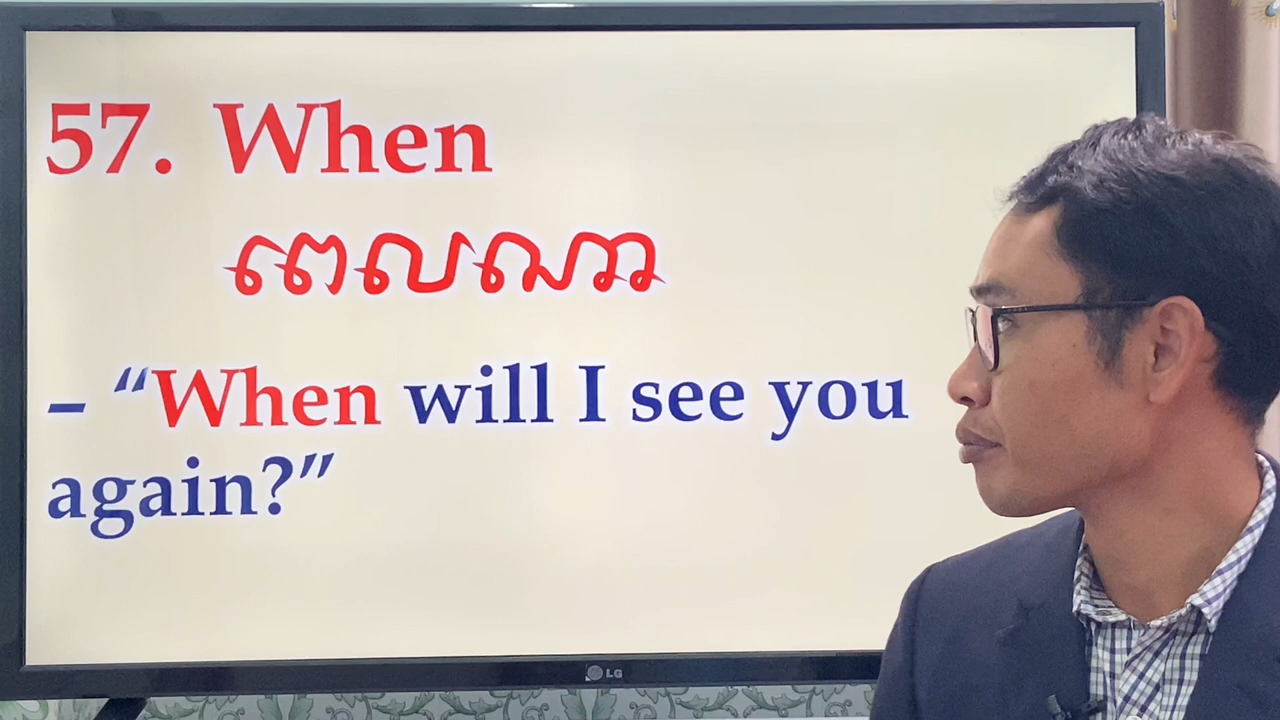 57. When
ពេលណា
– “When will I see you
again?”
LG